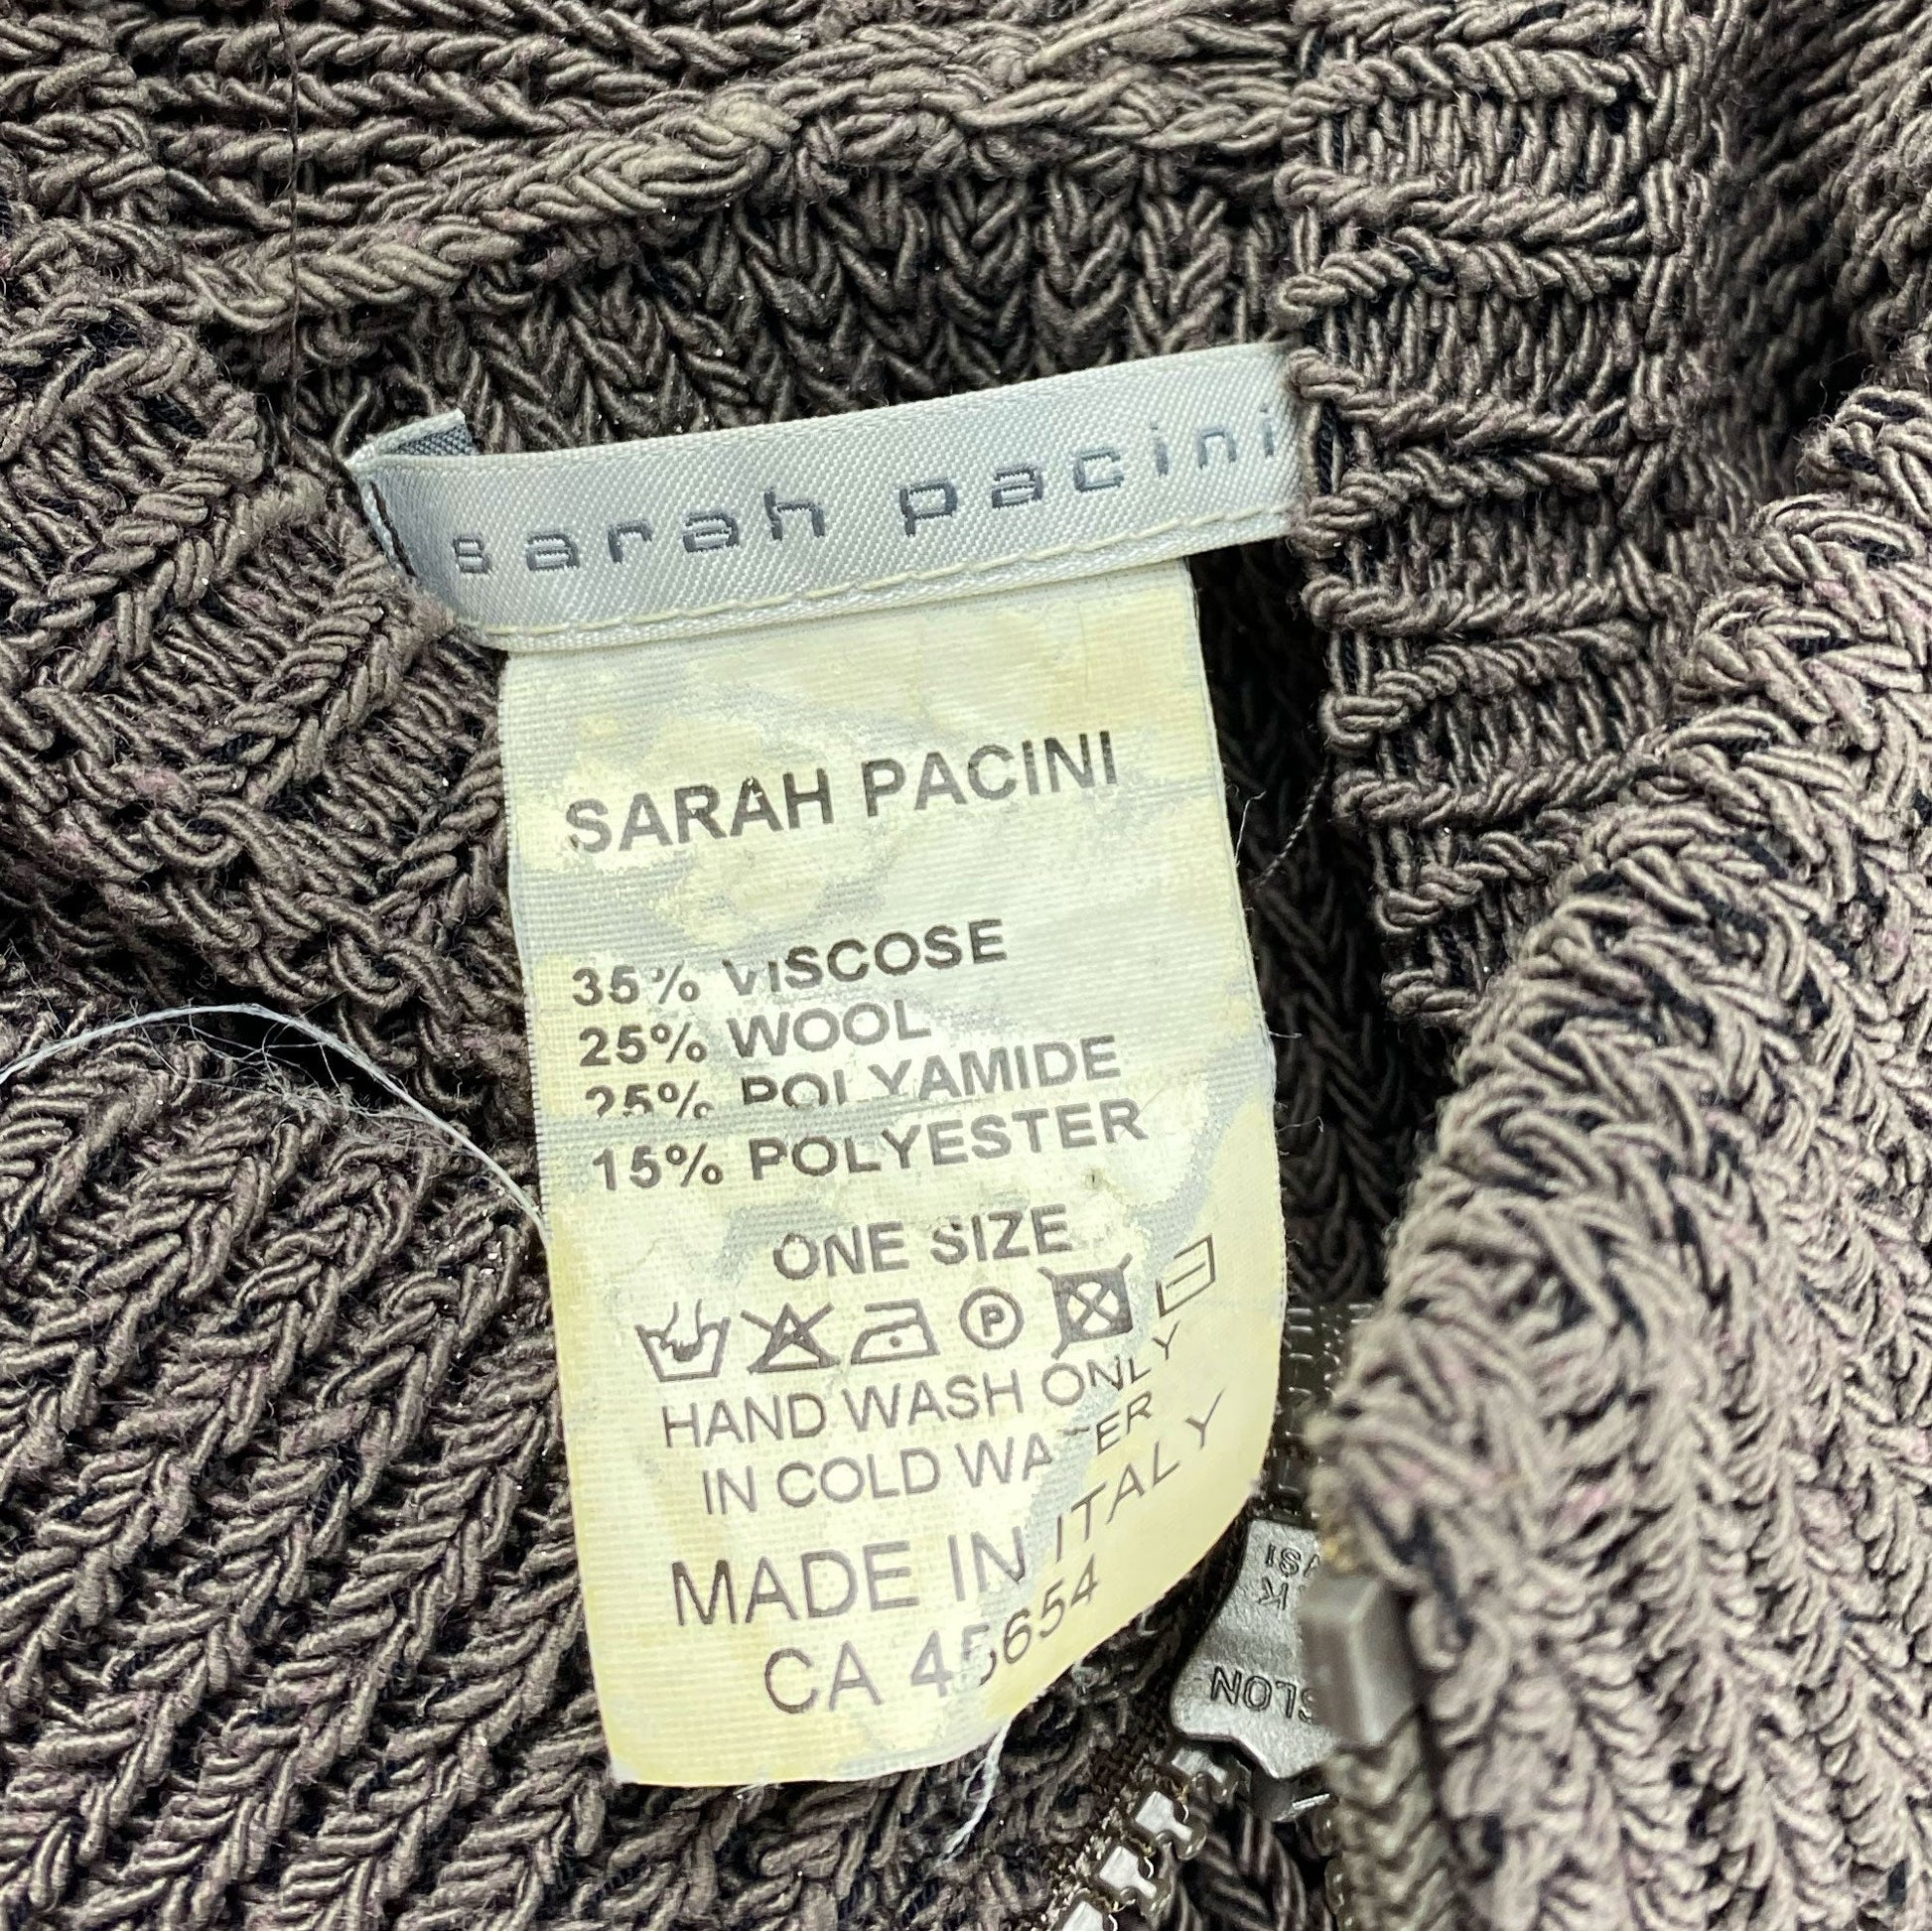 sarah pacini
SARAH PACINI
35% VISCOSE
25% WOOL
25% POLYAMIDE
15% POLYESTER
ONE SIZE
P
HAND WASH ONLY
IN COLD WATER
MADE IN ITALY
CA 45654
SLON